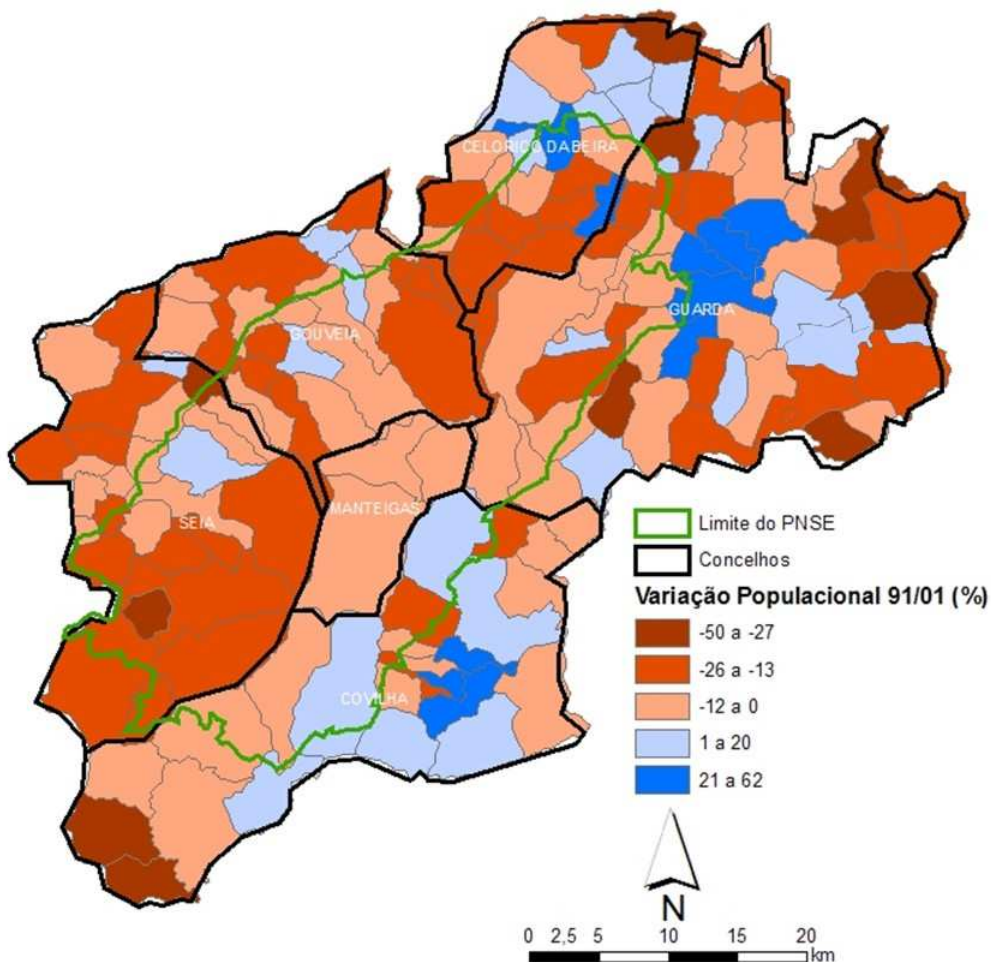 CELORICO DA BEIRA
GUARDA
GOUVEIA
MANTEIGAS
SEIA
COVILHA
Limite do PNSE
Concelhos
Variação Populacional 91/01 (%)
-50 a -27
-26 a -13
-12 a 0
1 a 20
21 a 62
N
0 2,5 5 10 15 20
km